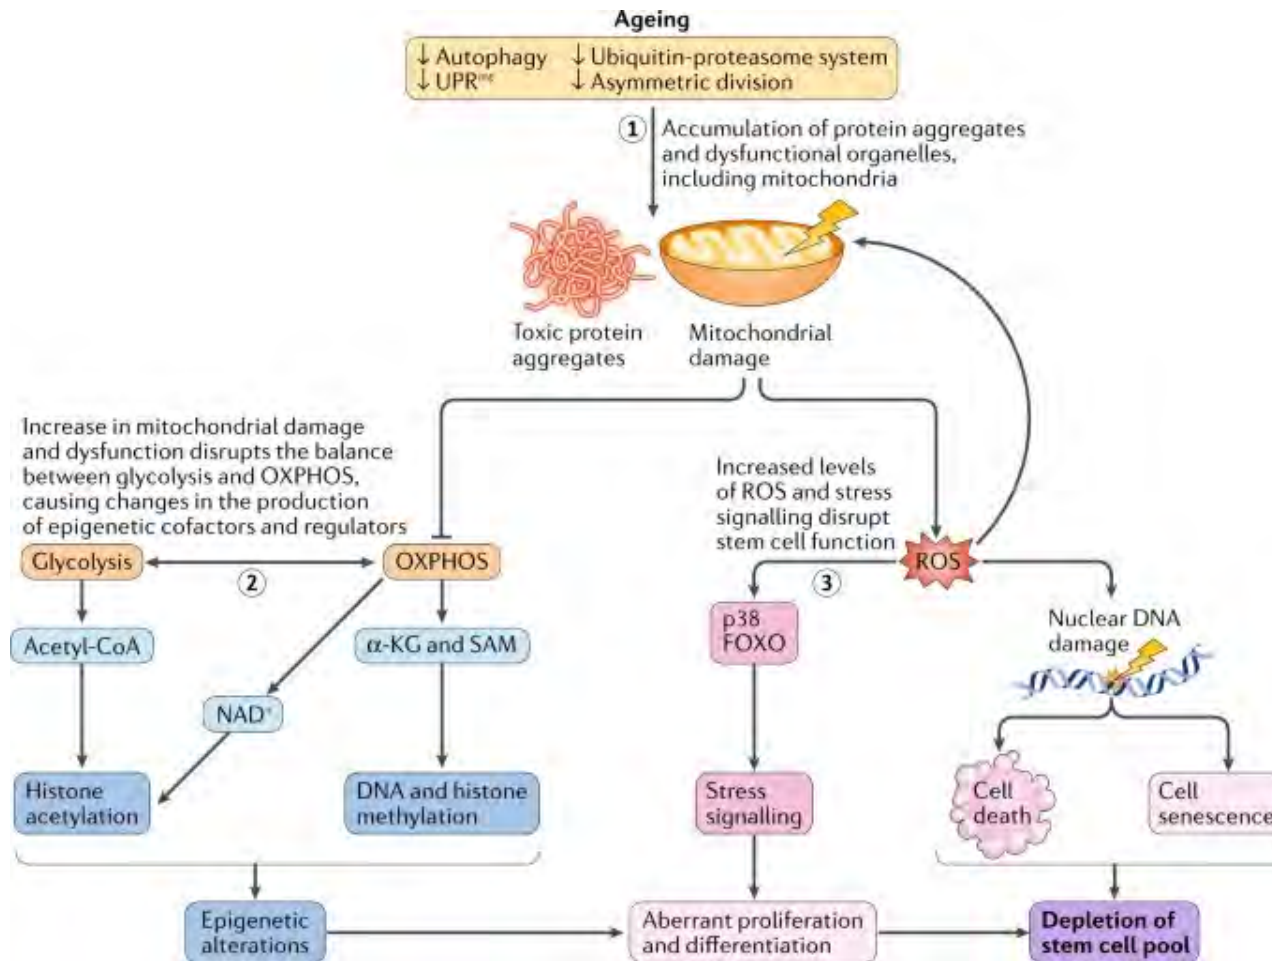 Ageing
↓ Autophagy ↓ Ubiquitin-proteasome system
↓ UPRᵐᵗ ↓ Asymmetric division
1 Accumulation of protein aggregates
and dysfunctional organelles,
including mitochondria
Toxic protein
aggregates
Mitochondrial
damage
Increase in mitochondrial damage
and dysfunction disrupts the balance
between glycolysis and OXPHOS,
causing changes in the production
of epigenetic cofactors and regulators
Increased levels
of ROS and stress
signalling disrupt
stem cell function
Glycolysis
2
OXPHOS
3
ROS
Acetyl-CoA
α-KG and SAM
NAD⁺
p38
FOXO
Nuclear DNA
damage
Histone
acetylation
DNA and histone
methylation
Stress
signalling
Cell
death
Cell
senescence
Epigenetic
alterations
Aberrant proliferation
and differentiation
Depletion of
stem cell pool